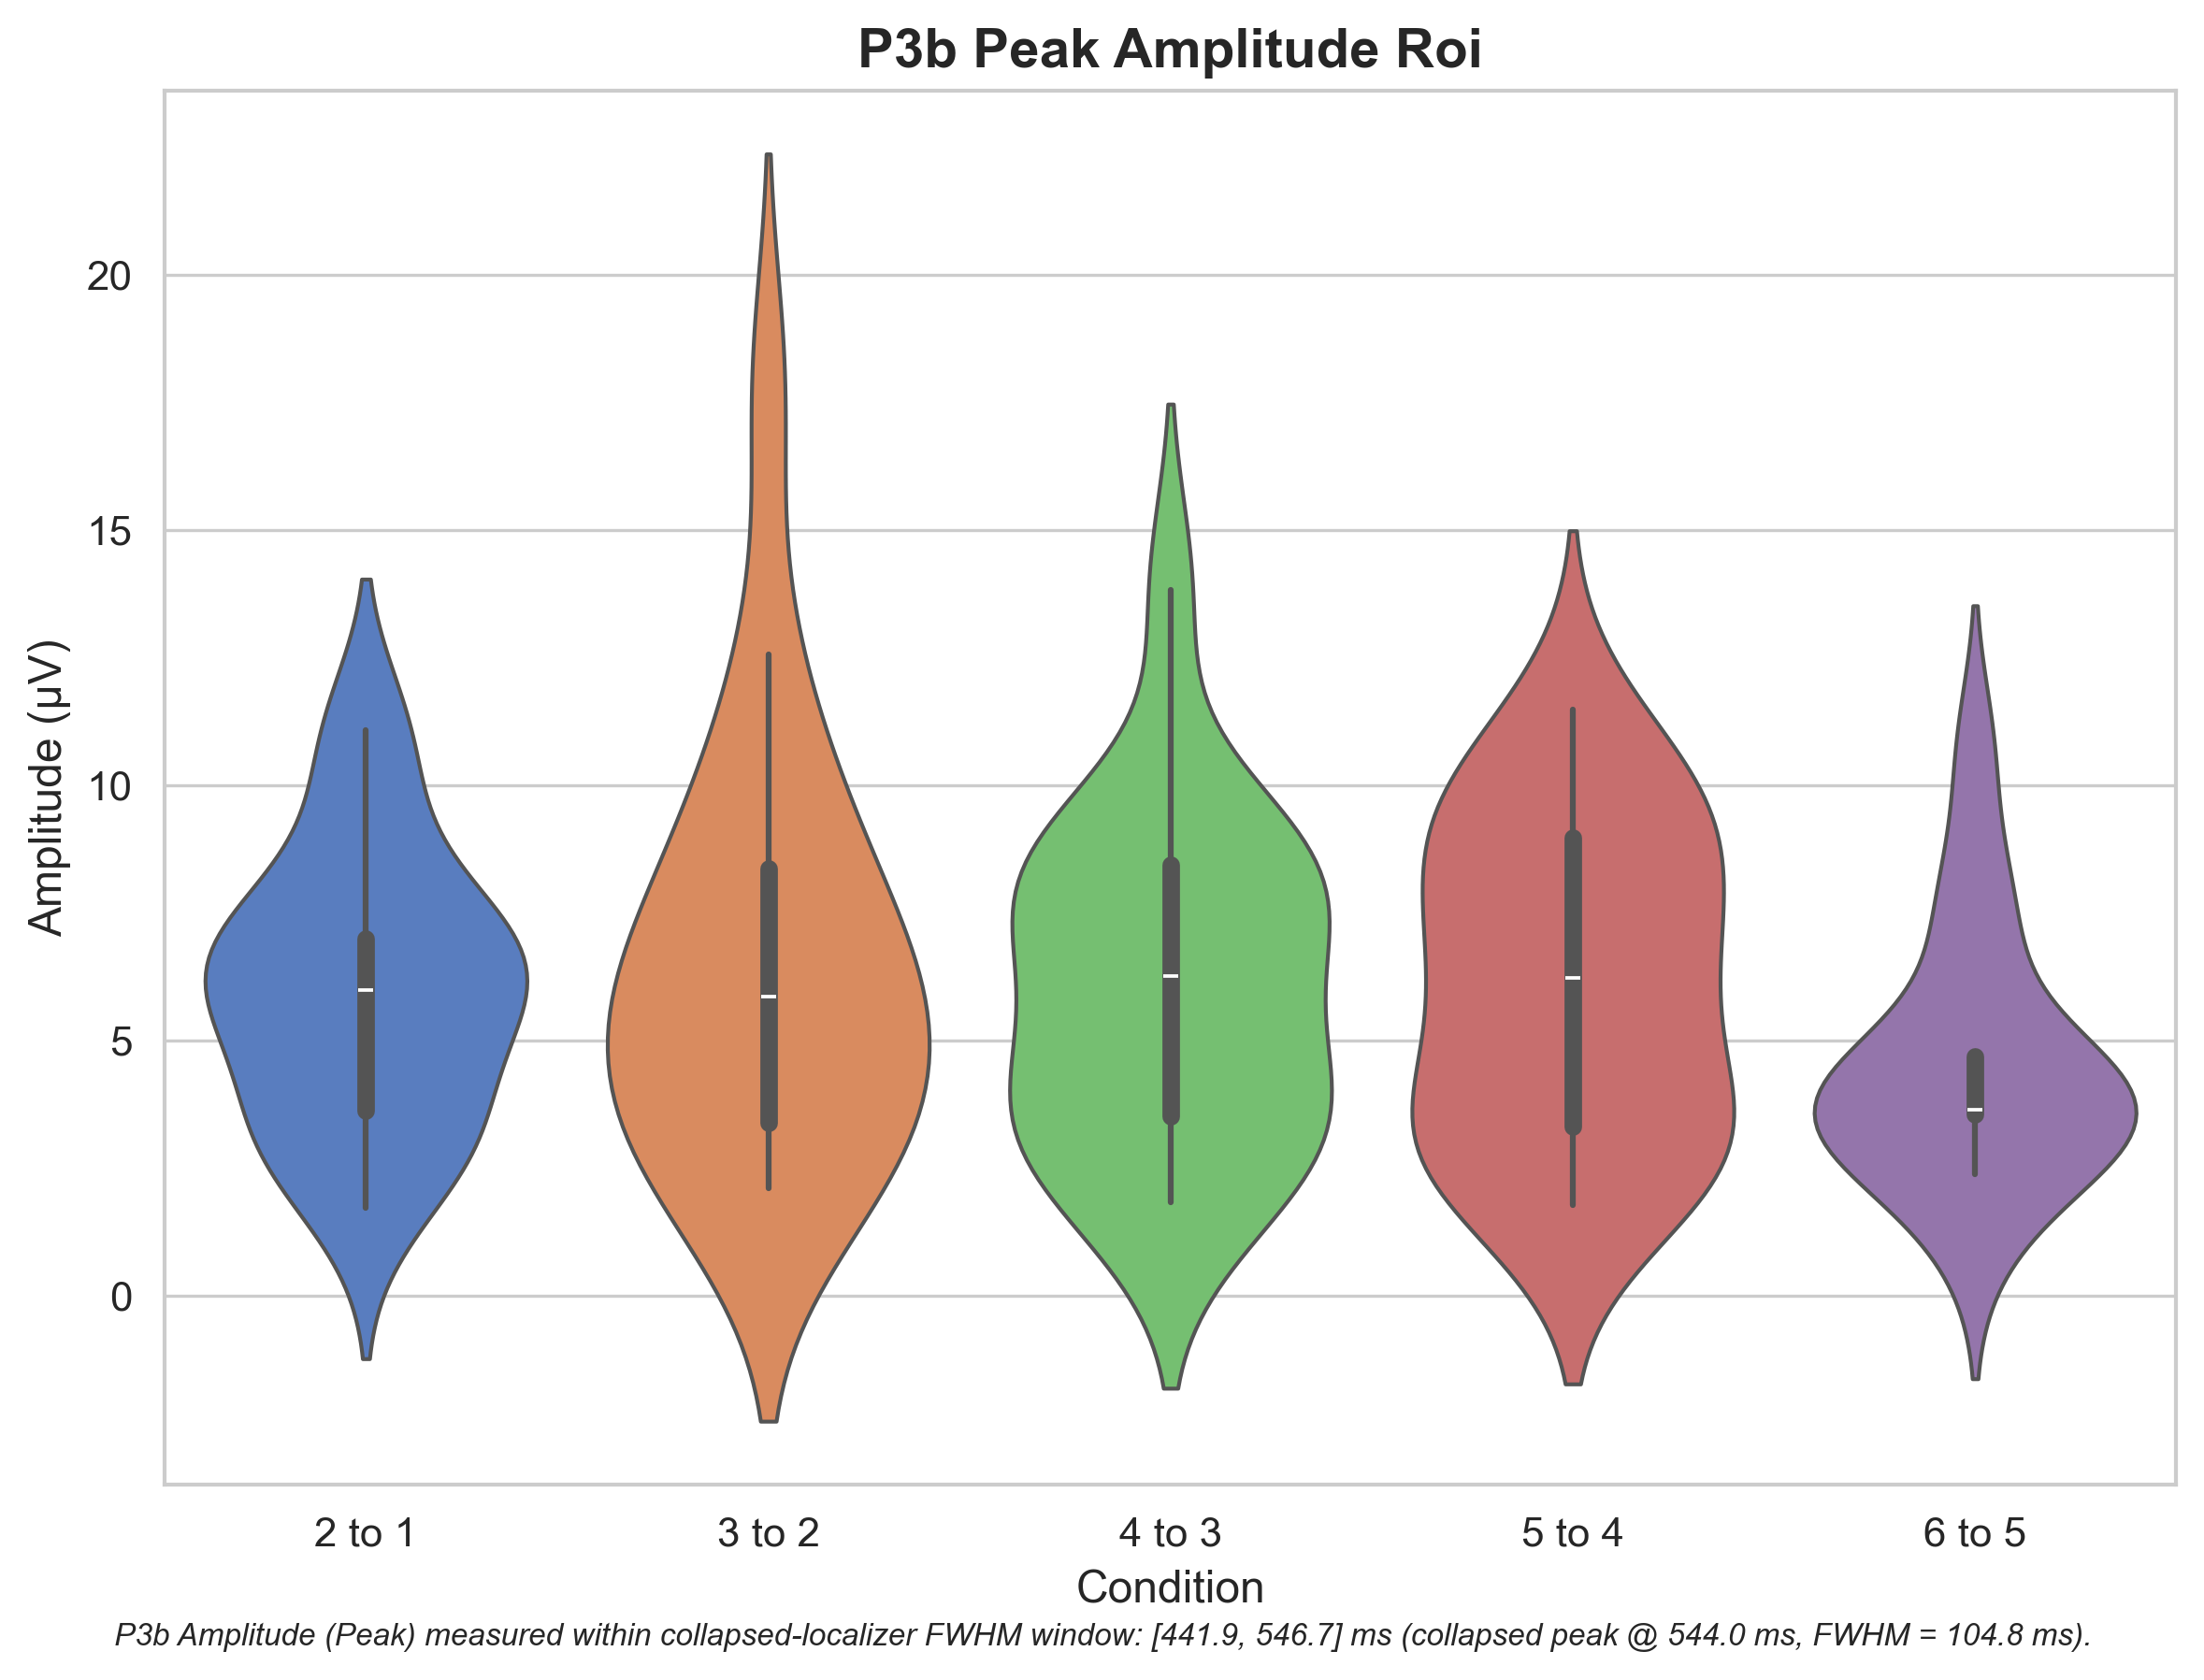 P3b Peak Amplitude Roi
Amplitude (µV)
20
15
10
5
0
2 to 1
3 to 2
4 to 3
5 to 4
6 to 5
Condition
P3b Amplitude (Peak) measured within collapsed-localizer FWHM window: [441.9, 546.7] ms (collapsed peak @ 544.0 ms, FWHM = 104.8 ms).